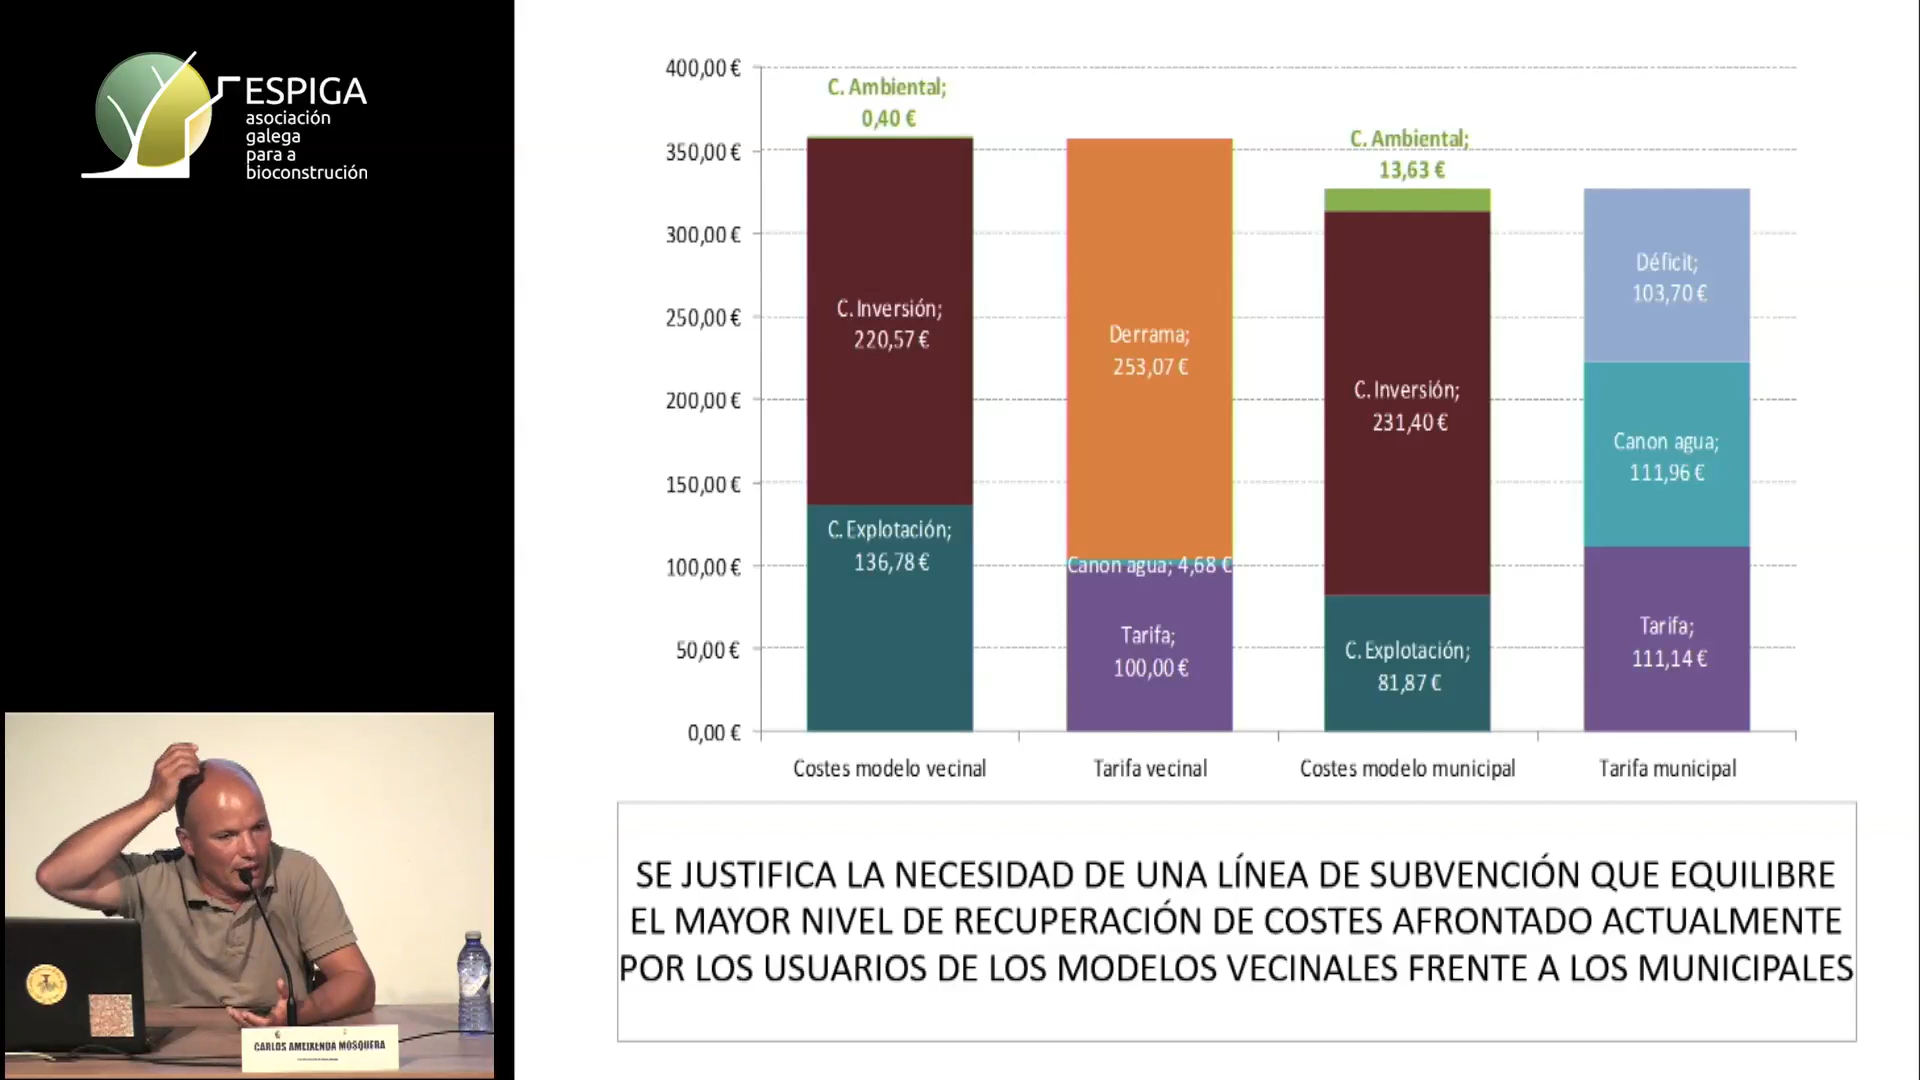 ESPIGA
asociación
galega
para a
bioconstrución
400,00 €
350,00 €
300,00 €
250,00 €
200,00 €
150,00 €
100,00 €
50,00 €
0,00 €
C. Ambiental;
0,40 €
C. Inversión;
220,57 €
C. Explotación;
136,78 €
Derrama;
253,07 €
Canon agua; 4,68 €
Tarifa;
100,00 €
C. Ambiental;
13,63 €
C. Inversión;
231,40 €
C. Explotación;
81,87 €
Déficit;
103,70 €
Canon agua;
111,96 €
Tarifa;
111,14 €
Costes modelo vecinal
Tarifa vecinal
Costes modelo municipal
Tarifa municipal
SE JUSTIFICA LA NECESIDAD DE UNA LÍNEA DE SUBVENCIÓN QUE EQUILIBRE
EL MAYOR NIVEL DE RECUPERACIÓN DE COSTES AFRONTADO ACTUALMENTE
POR LOS USUARIOS DE LOS MODELOS VECINALES FRENTE A LOS MUNICIPALES
CARLOS AMEIXENDA MOSQUERA